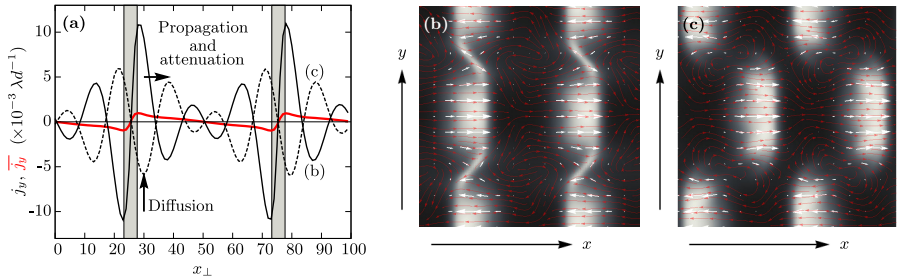 (a)
Propagation
and
attenuation
(c)
(b)
Diffusion
j_y, \overline{j_y} (×10⁻³ λd⁻¹)
10
5
0
-5
-10
0 10 20 30 40 50 60 70 80 90 100
x_⊥
(b)
y
x
(c)
y
x